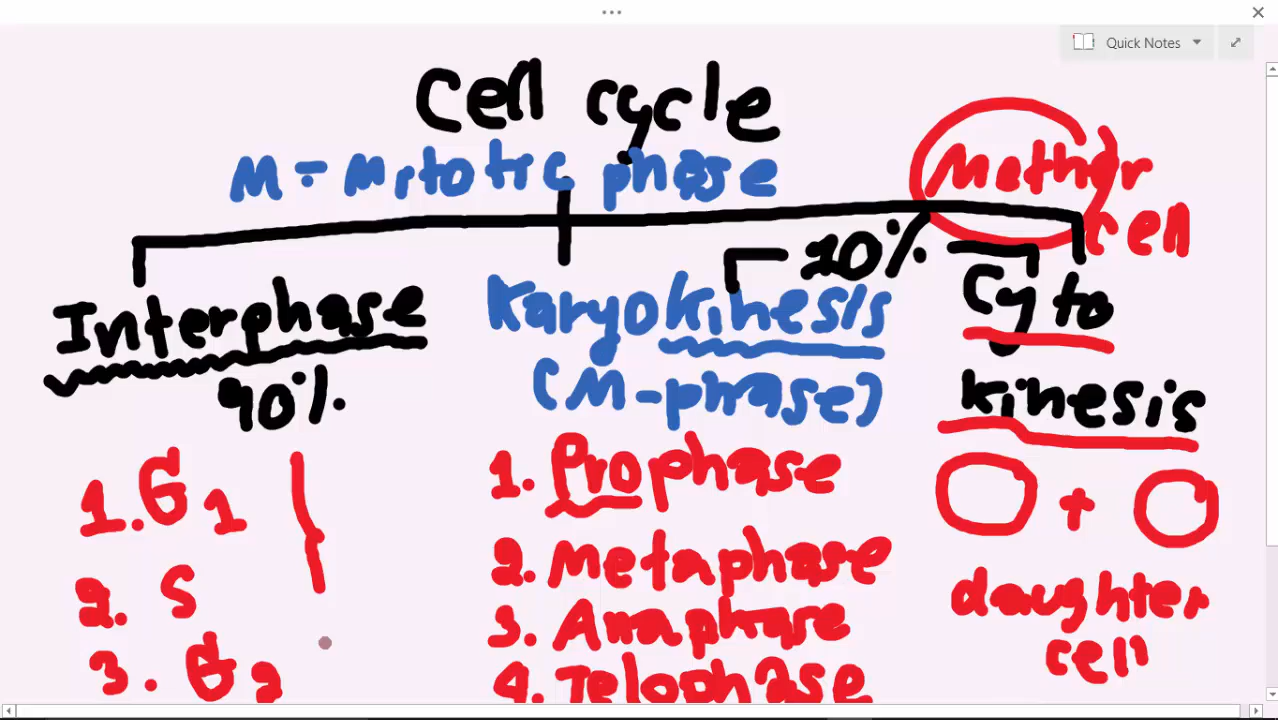 Quick Notes
Cell cycle
M = Mitotic phase
Mother
cell
10%
Interphase
90%
1. G1
2. S
3. G2
Karyokinesis
(M-phase)
1. Prophase
2. Metaphase
3. Anaphase
4. Telophase
Cyto
kinesis
+
daughter
cell